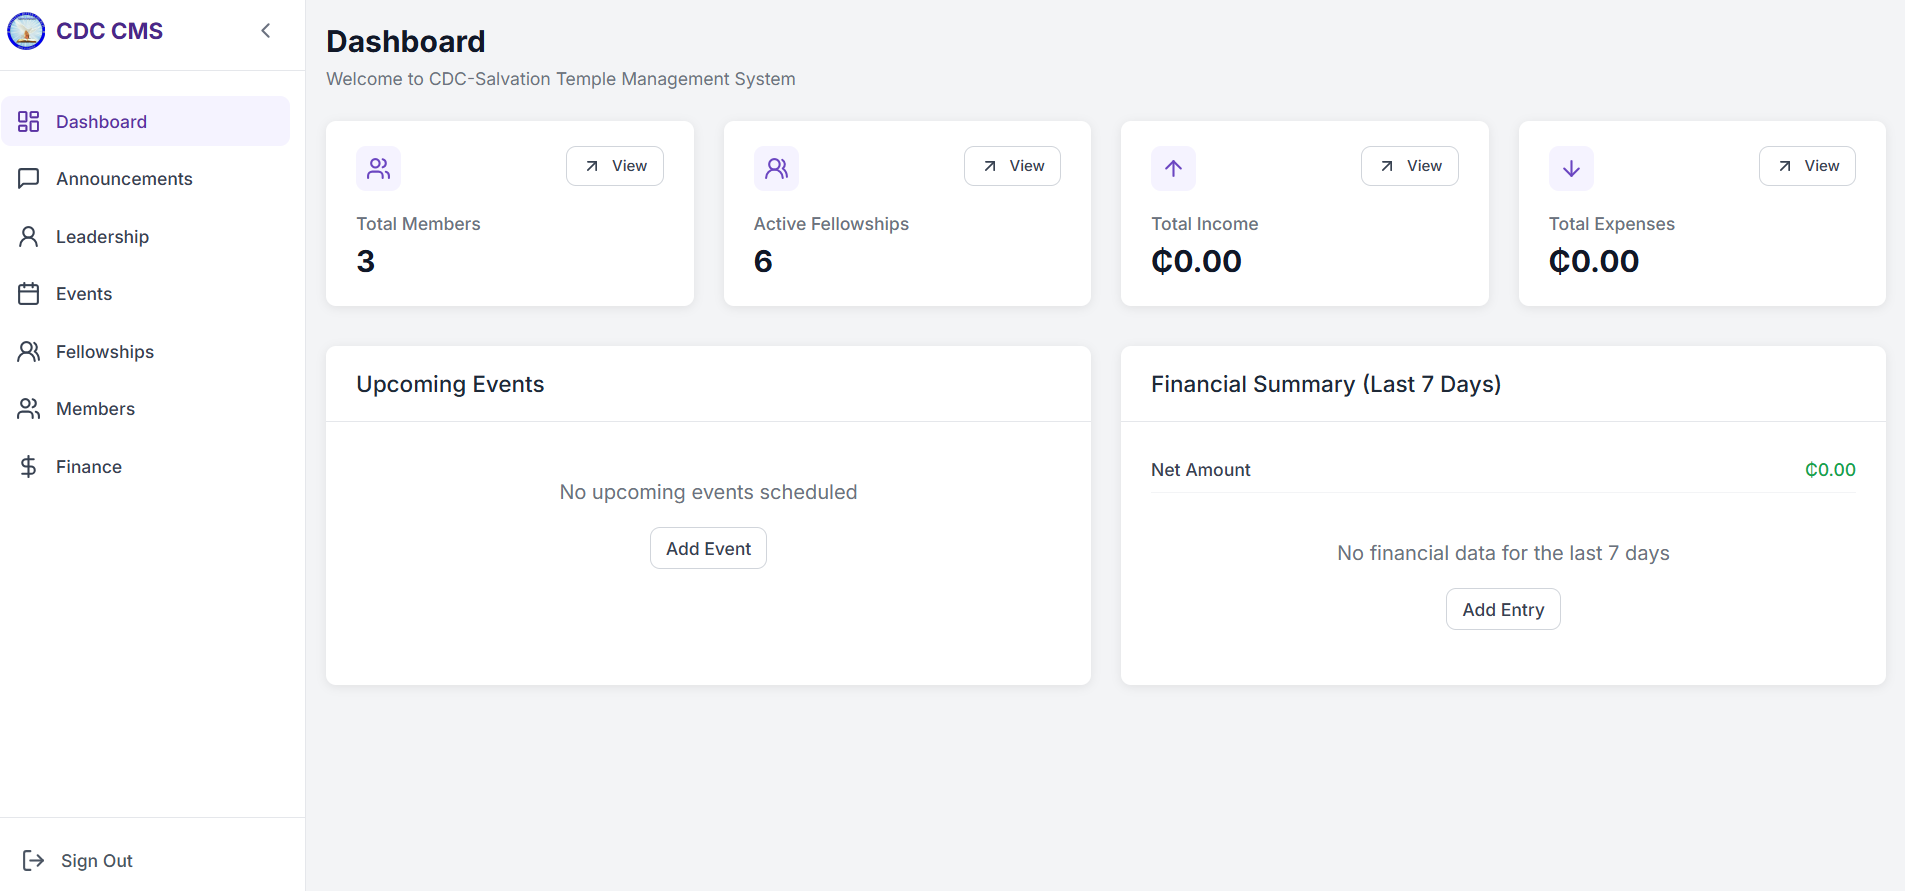 CDC CMS
Dashboard
Announcements
Leadership
Events
Fellowships
Members
Finance
Sign Out
Dashboard
Welcome to CDC-Salvation Temple Management System
View
Total Members
3
View
Active Fellowships
6
View
Total Income
₵0.00
View
Total Expenses
₵0.00
Upcoming Events
No upcoming events scheduled
Add Event
Financial Summary (Last 7 Days)
Net Amount ₵0.00
No financial data for the last 7 days
Add Entry